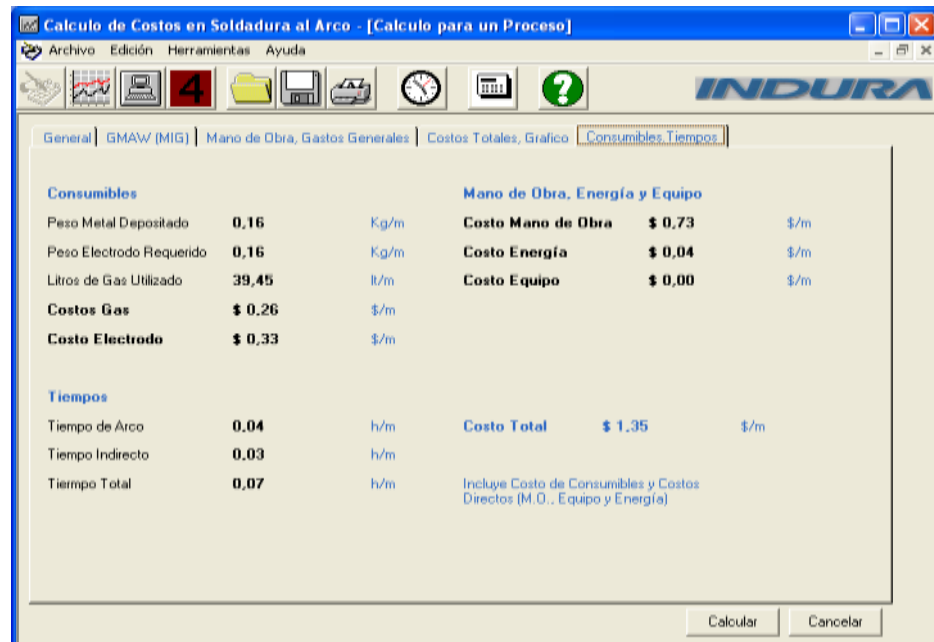 Calculo de Costos en Soldadura al Arco - [Calculo para un Proceso]
Archivo Edición Herramientas Ayuda
4 ? INDURA
General GMAW (MIG) Mano de Obra, Gastos Generales Costos Totales, Grafico Consumibles,Tiempos
Consumibles
Peso Metal Depositado 0,16 Kg/m
Peso Electrodo Requerido 0,16 Kg/m
Litros de Gas Utilizado 39,45 lt/m
Costos Gas $ 0,26 $/m
Costo Electrodo $ 0,33 $/m
Mano de Obra, Energía y Equipo
Costo Mano de Obra $ 0,73 $/m
Costo Energía $ 0,04 $/m
Costo Equipo $ 0,00 $/m
Tiempos
Tiempo de Arco 0,04 h/m
Tiempo Indirecto 0,03 h/m
Tiermpo Total 0,07 h/m
Costo Total $ 1,35 $/m
Incluye Costo de Consumibles y Costos
Directos (M.O., Equipo y Energía)
Calcular Cancelar